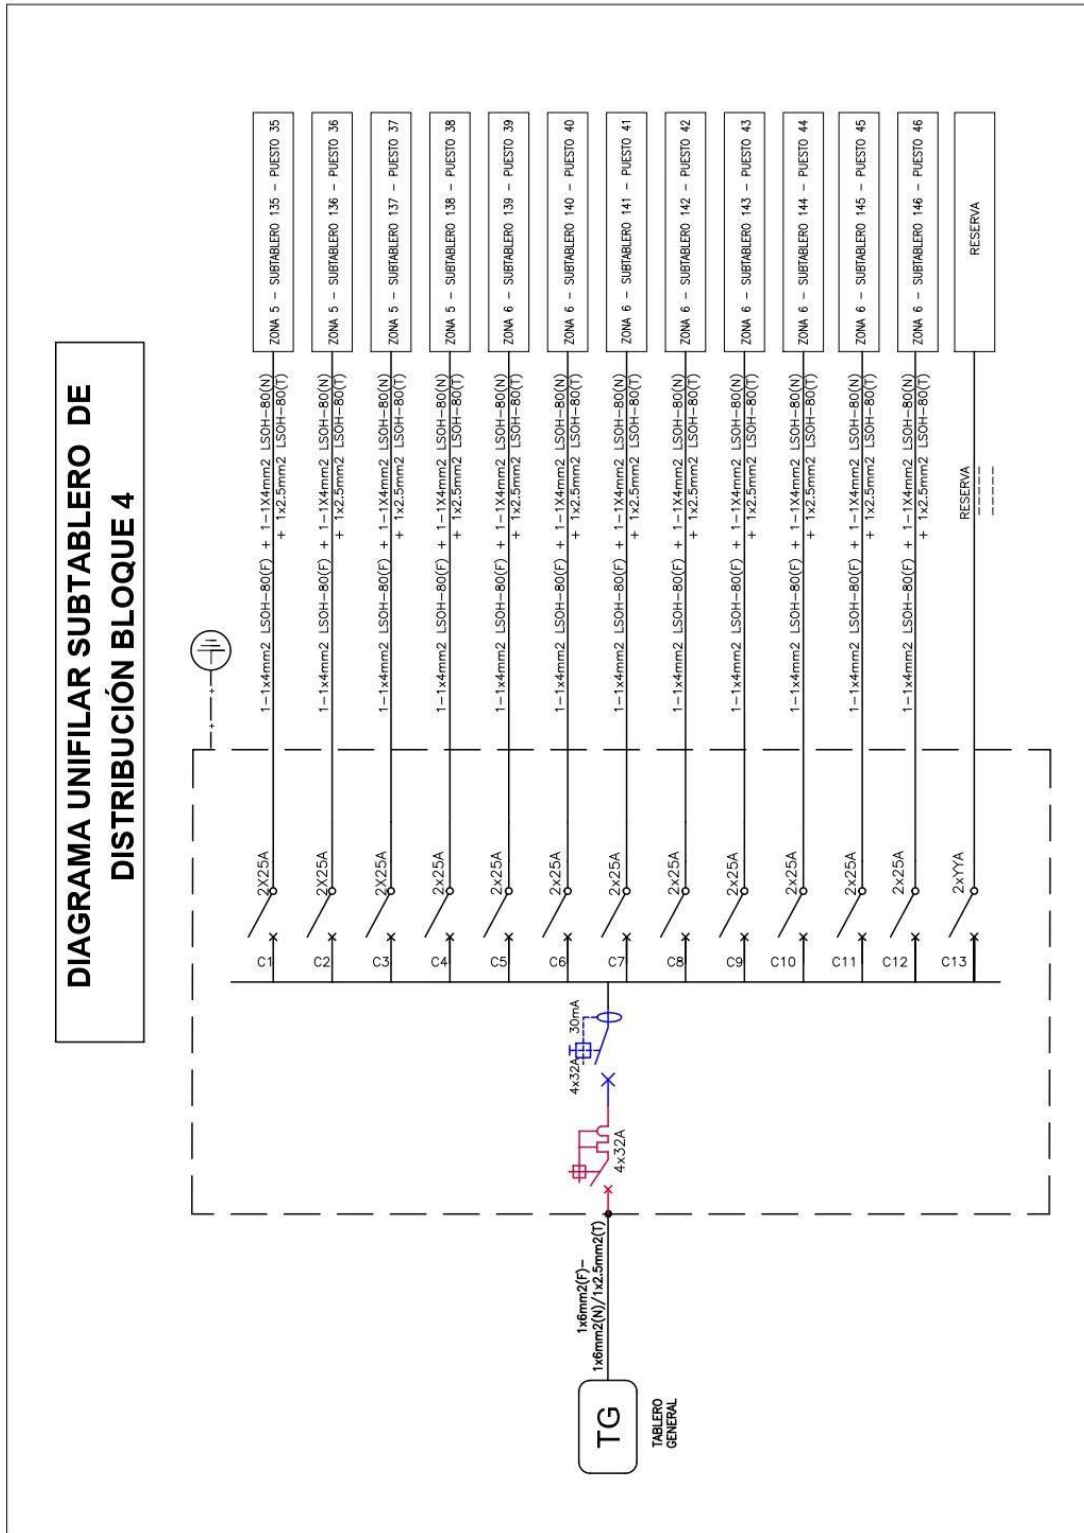 DIAGRAMA UNIFILAR SUBTABLERO DE
DISTRIBUCIÓN BLOQUE 4
TG
TABLERO
GENERAL
1x6mm2(F)-
1x6mm2(N)/1x2.5mm2(T)
4x32A
4x32A
30mA
C1
2X25A
1-1x4mm2 LSOH-80(F) + 1-1X4mm2 LSOH-80(N)
+ 1x2.5mm2 LSOH-80(T)
ZONA 5 - SUBTABLERO 135 - PUESTO 35
C2
2X25A
1-1x4mm2 LSOH-80(F) + 1-1X4mm2 LSOH-80(N)
+ 1x2.5mm2 LSOH-80(T)
ZONA 5 - SUBTABLERO 136 - PUESTO 36
C3
2X25A
1-1x4mm2 LSOH-80(F) + 1-1X4mm2 LSOH-80(N)
+ 1x2.5mm2 LSOH-80(T)
ZONA 5 - SUBTABLERO 137 - PUESTO 37
C4
2X25A
1-1x4mm2 LSOH-80(F) + 1-1X4mm2 LSOH-80(N)
+ 1x2.5mm2 LSOH-80(T)
ZONA 5 - SUBTABLERO 138 - PUESTO 38
C5
2x25A
1-1x4mm2 LSOH-80(F) + 1-1X4mm2 LSOH-80(N)
+ 1x2.5mm2 LSOH-80(T)
ZONA 6 - SUBTABLERO 139 - PUESTO 39
C6
2x25A
1-1x4mm2 LSOH-80(F) + 1-1X4mm2 LSOH-80(N)
+ 1x2.5mm2 LSOH-80(T)
ZONA 6 - SUBTABLERO 140 - PUESTO 40
C7
2x25A
1-1x4mm2 LSOH-80(F) + 1-1X4mm2 LSOH-80(N)
+ 1x2.5mm2 LSOH-80(T)
ZONA 6 - SUBTABLERO 141 - PUESTO 41
C8
2x25A
1-1x4mm2 LSOH-80(F) + 1-1X4mm2 LSOH-80(N)
+ 1x2.5mm2 LSOH-80(T)
ZONA 6 - SUBTABLERO 142 - PUESTO 42
C9
2x25A
1-1x4mm2 LSOH-80(F) + 1-1X4mm2 LSOH-80(N)
+ 1x2.5mm2 LSOH-80(T)
ZONA 6 - SUBTABLERO 143 - PUESTO 43
C10
2x25A
1-1x4mm2 LSOH-80(F) + 1-1X4mm2 LSOH-80(N)
+ 1x2.5mm2 LSOH-80(T)
ZONA 6 - SUBTABLERO 144 - PUESTO 44
C11
2x25A
1-1x4mm2 LSOH-80(F) + 1-1X4mm2 LSOH-80(N)
+ 1x2.5mm2 LSOH-80(T)
ZONA 6 - SUBTABLERO 145 - PUESTO 45
C12
2x25A
1-1x4mm2 LSOH-80(F) + 1-1X4mm2 LSOH-80(N)
+ 1x2.5mm2 LSOH-80(T)
ZONA 6 - SUBTABLERO 146 - PUESTO 46
C13
2xYYA
RESERVA
RESERVA